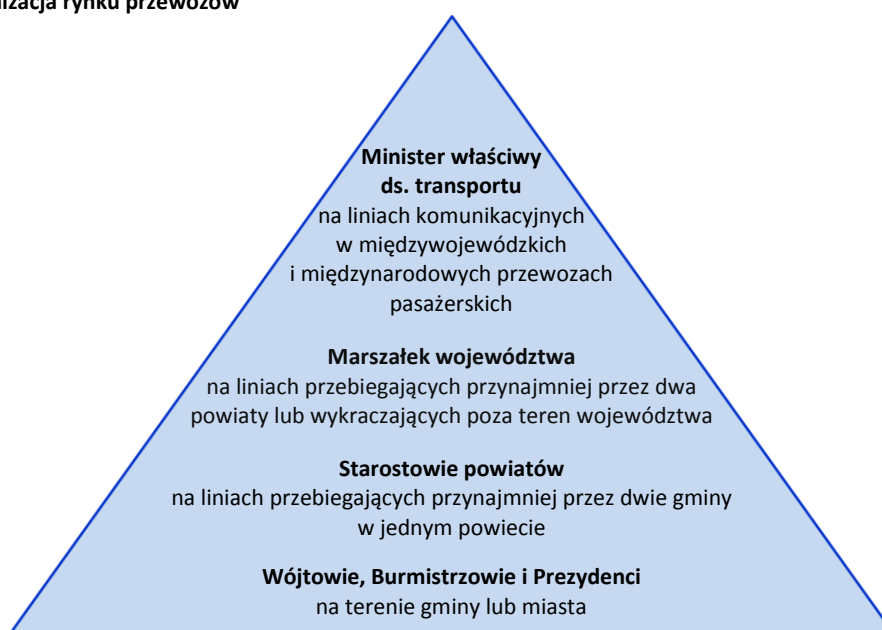 rynku przewozów
Minister właściwy
ds. transportu
na liniach komunikacyjnych
w międzywojewódzkich
i międzynarodowych przewozach
pasażerskich
Marszałek województwa
na liniach przebiegających przynajmniej przez dwa
powiaty lub wykraczających poza teren województwa
Starostowie powiatów
na liniach przebiegających przynajmniej przez dwie gminy
w jednym powiecie
Wójtowie, Burmistrzowie i Prezydenci
na terenie gminy lub miasta